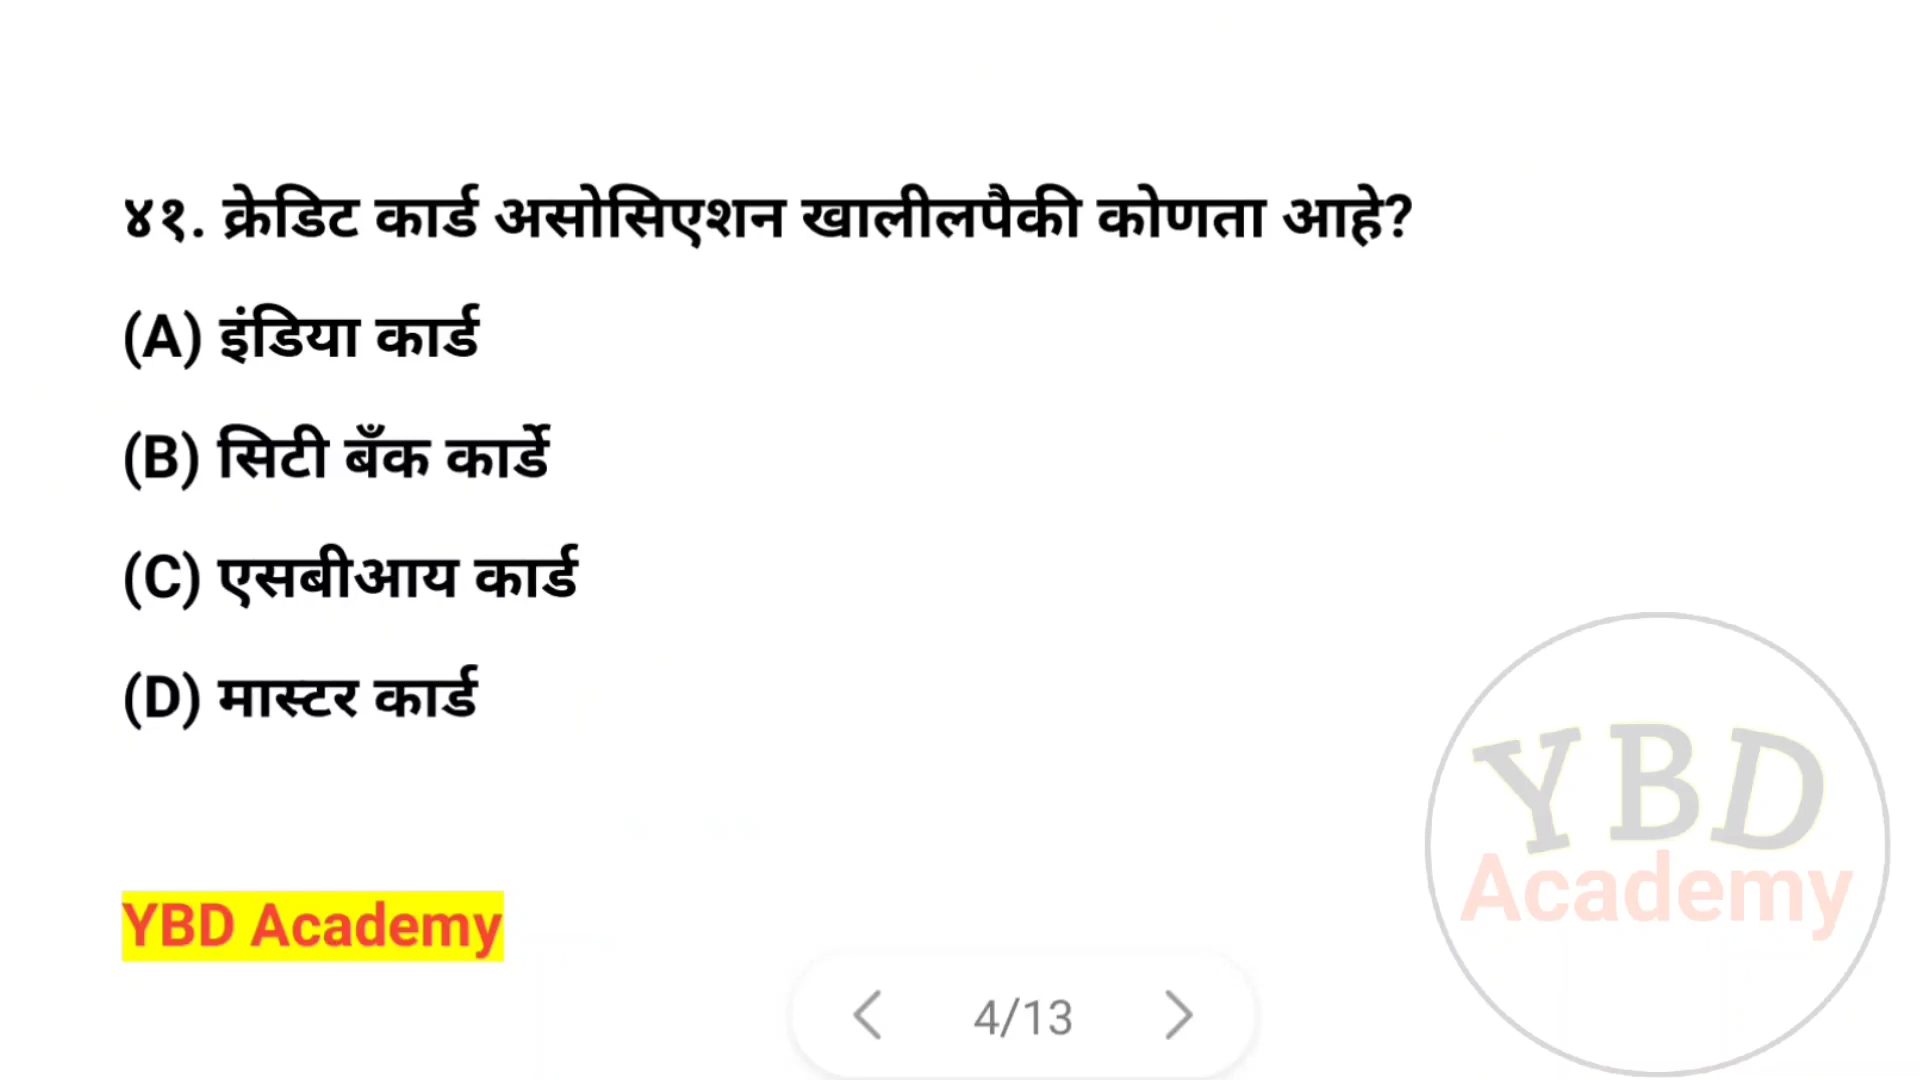 ४१. क्रेडिट कार्ड असोसिएशन खालीलपैकी कोणता आहे?
(A) इंडिया कार्ड
(B) सिटी बँक कार्डे
(C) एसबीआय कार्ड
(D) मास्टर कार्ड
YBD
Academy
YBD Academy
4/13